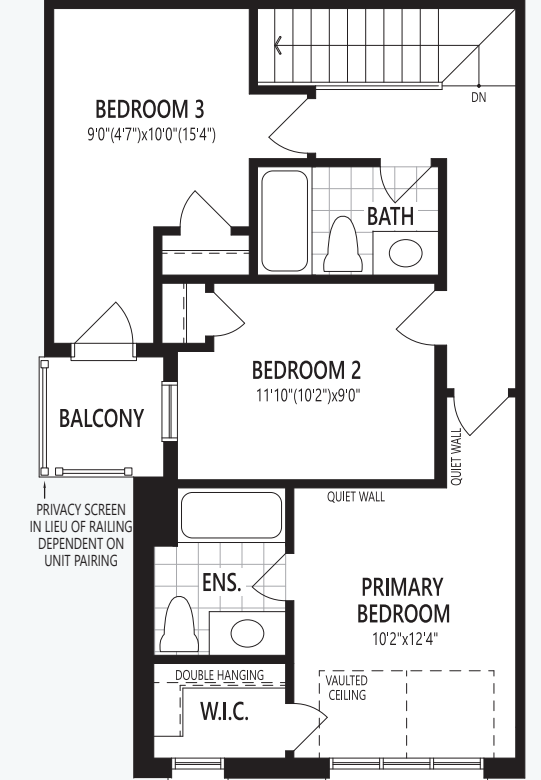 DN
BEDROOM 3
9'0"(4'7")x10'0"(15'4")
BATH
BEDROOM 2
11'10"(10'2")x9'0"
BALCONY
QUIET WALL
QUIET WALL
PRIVACY SCREEN
IN LIEU OF RAILING
DEPENDENT ON
UNIT PAIRING
ENS.
PRIMARY
BEDROOM
10'2"x12'4"
DOUBLE HANGING
VAULTED
CEILING
W.I.C.